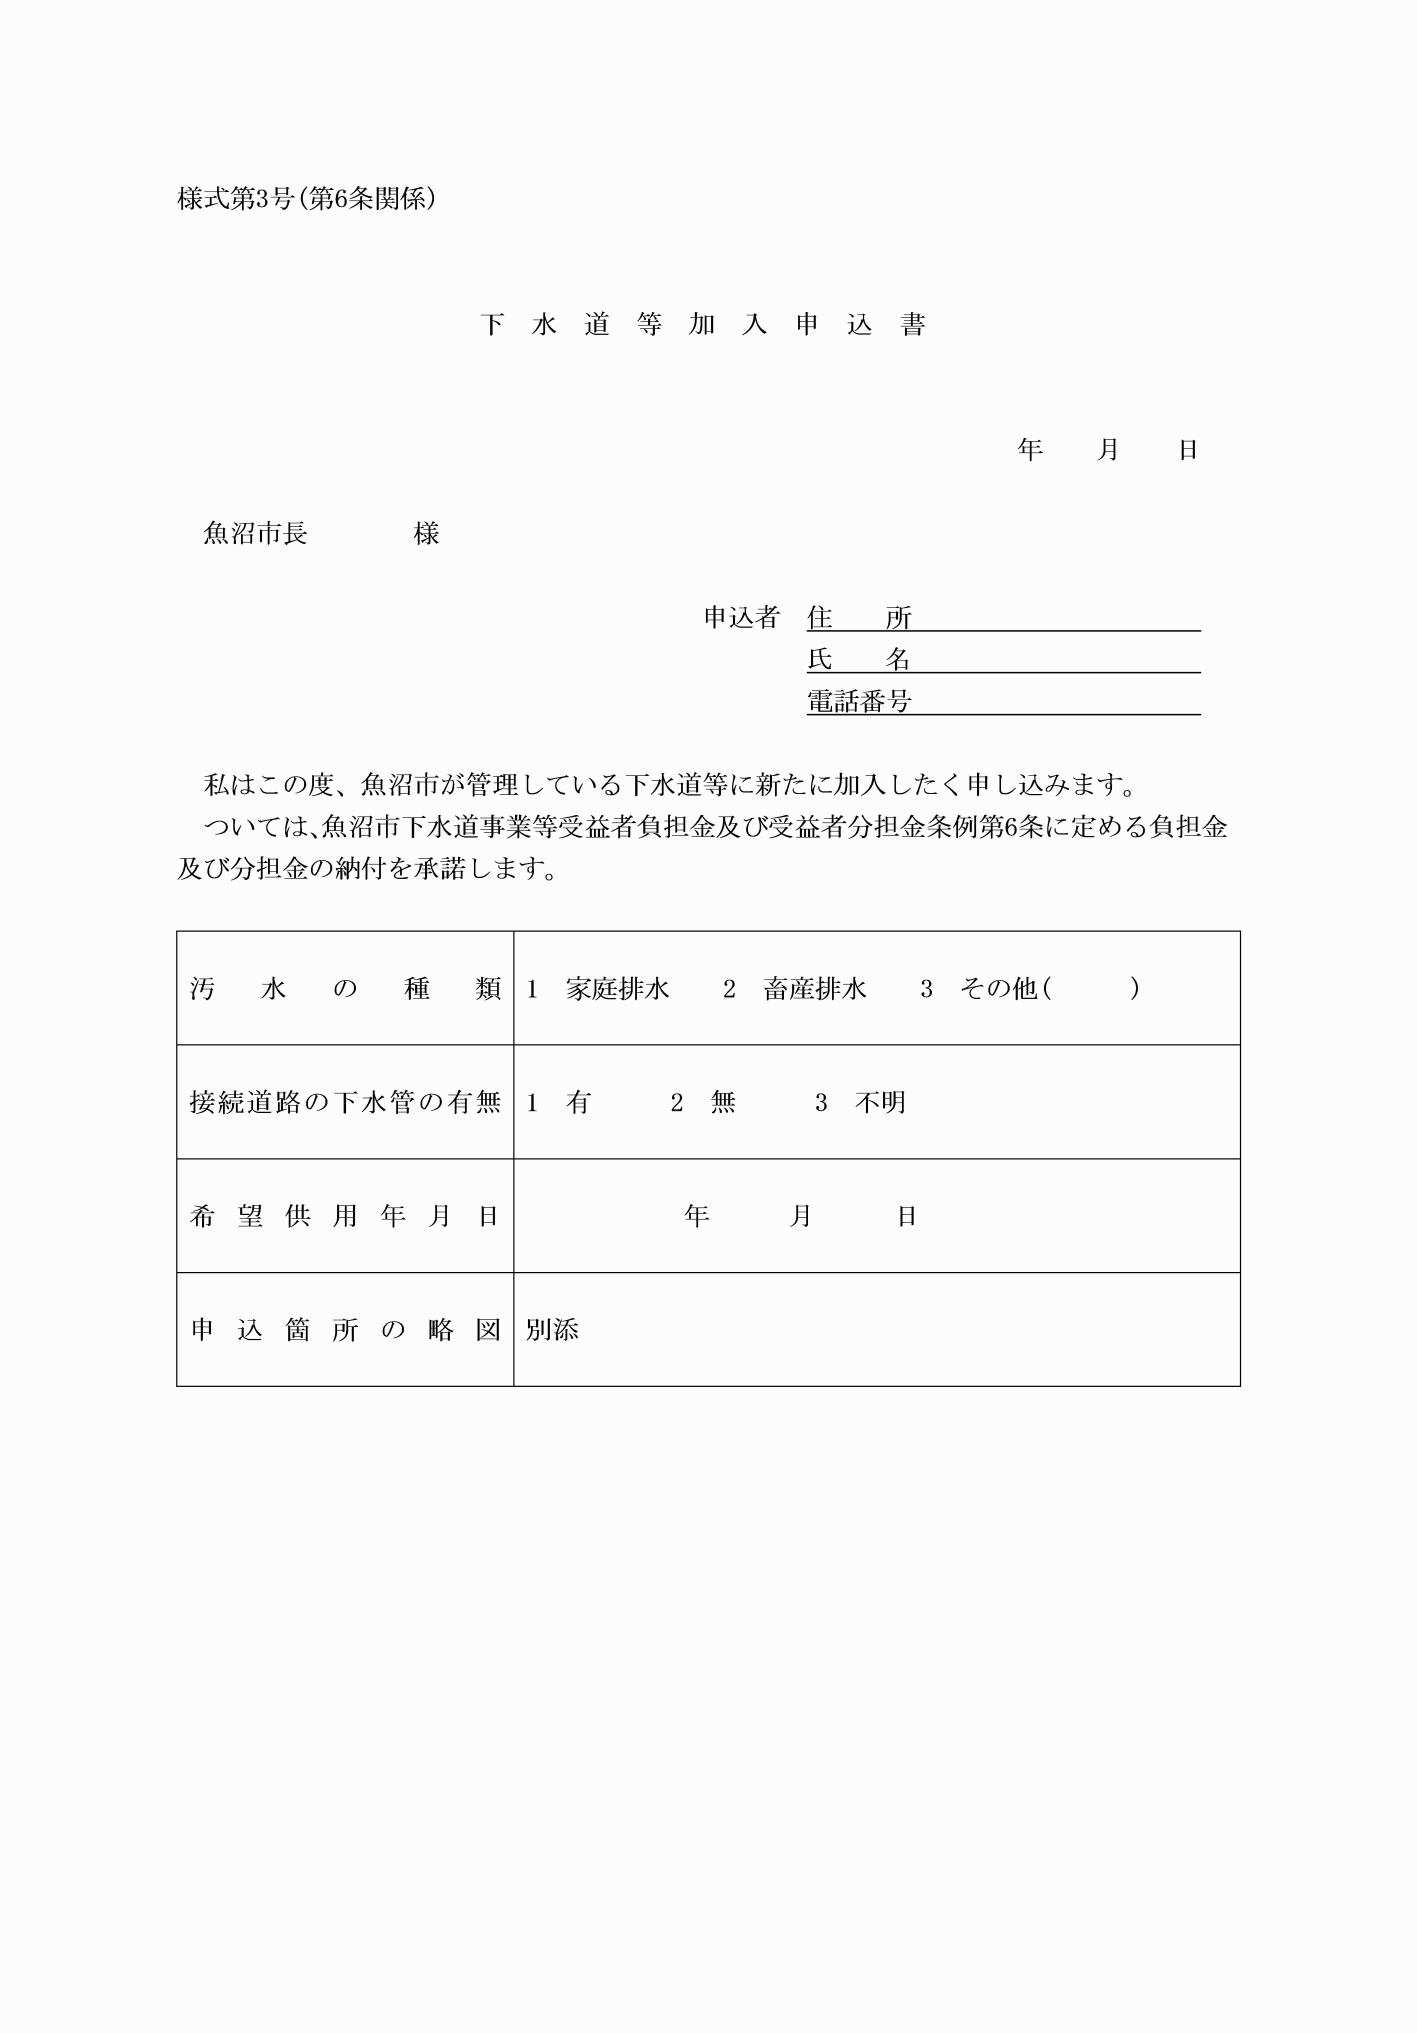 様式第3号(第6条関係)
下水道等加入申込書
年　　月　　日
魚沼市長　　　　様
申込者　住　　所
氏　　名
電話番号
私はこの度、魚沼市が管理している下水道等に新たに加入したく申し込みます。
ついては、魚沼市下水道事業等受益者負担金及び受益者分担金条例第6条に定める負担金
及び分担金の納付を承諾します。
汚水の種類　1　家庭排水　　2　畜産排水　　3　その他(　　　)
接続道路の下水管の有無　1　有　　　2　無　　　3　不明
希望供用年月日　年　　　月　　　日
申込箇所の略図　別添